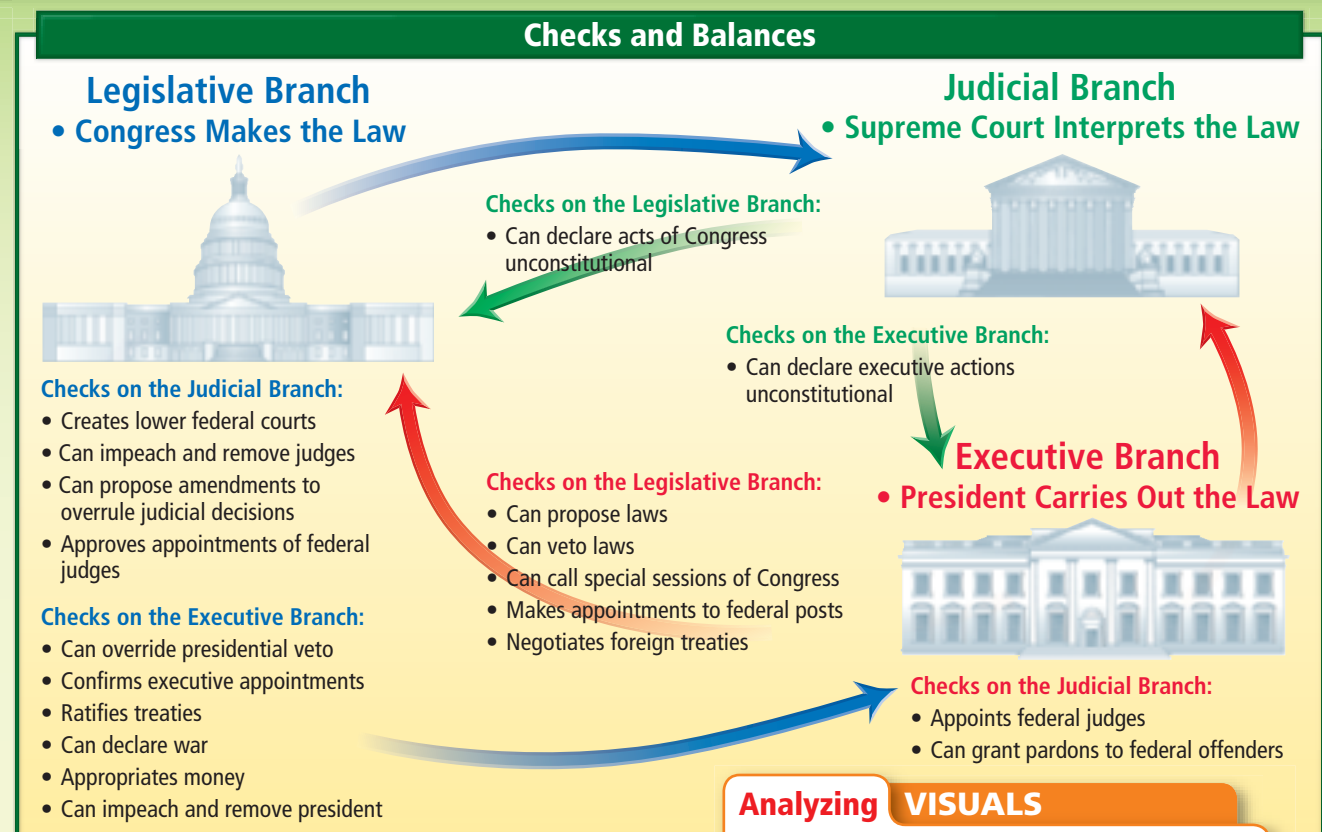 Checks and Balances
Legislative Branch
• Congress Makes the Law
Judicial Branch
• Supreme Court Interprets the Law
Checks on the Legislative Branch:
• Can declare acts of Congress
unconstitutional
Checks on the Executive Branch:
• Can declare executive actions
unconstitutional
Checks on the Judicial Branch:
• Creates lower federal courts
• Can impeach and remove judges
• Can propose amendments to
overrule judicial decisions
• Approves appointments of federal
judges
Checks on the Executive Branch:
• Can override presidential veto
• Confirms executive appointments
• Ratifies treaties
• Can declare war
• Appropriates money
• Can impeach and remove president
Checks on the Legislative Branch:
• Can propose laws
• Can veto laws
• Can call special sessions of Congress
• Makes appointments to federal posts
• Negotiates foreign treaties
Executive Branch
• President Carries Out the Law
Checks on the Judicial Branch:
• Appoints federal judges
• Can grant pardons to federal offenders
Analyzing VISUALS